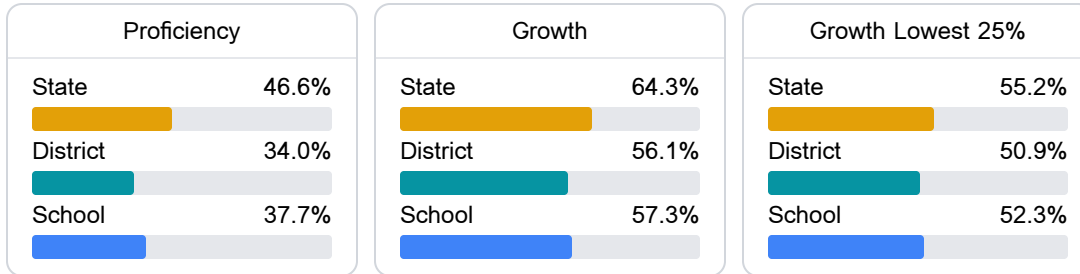 Proficiency
State 46.6%
District 34.0%
School 37.7%
Growth
State 64.3%
District 56.1%
School 57.3%
Growth Lowest 25%
State 55.2%
District 50.9%
School 52.3%